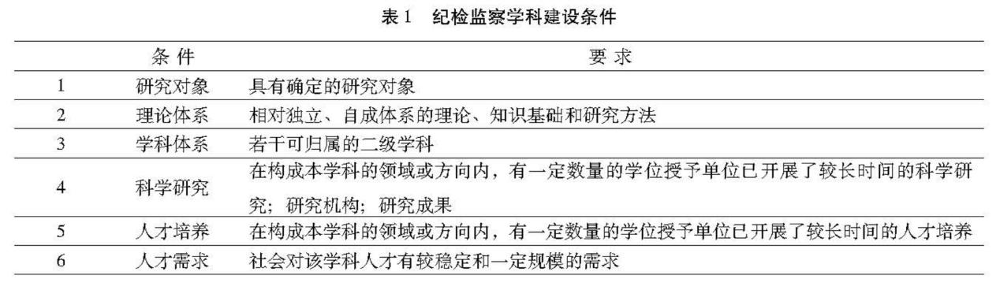 表1 纪检监察学科建设条件
条件 要求
1 研究对象 具有确定的研究对象
2 理论体系 相对独立、自成体系的理论、知识基础和研究方法
3 学科体系 若干可归属的二级学科
4 科学研究 在构成本学科的领域或方向内，有一定数量的学位授予单位已开展了较长时间的科学研
究；研究机构；研究成果
5 人才培养 在构成本学科的领域或方向内，有一定数量的学位授予单位已开展了较长时间的人才培养
6 人才需求 社会对该学科人才有较稳定和一定规模的需求